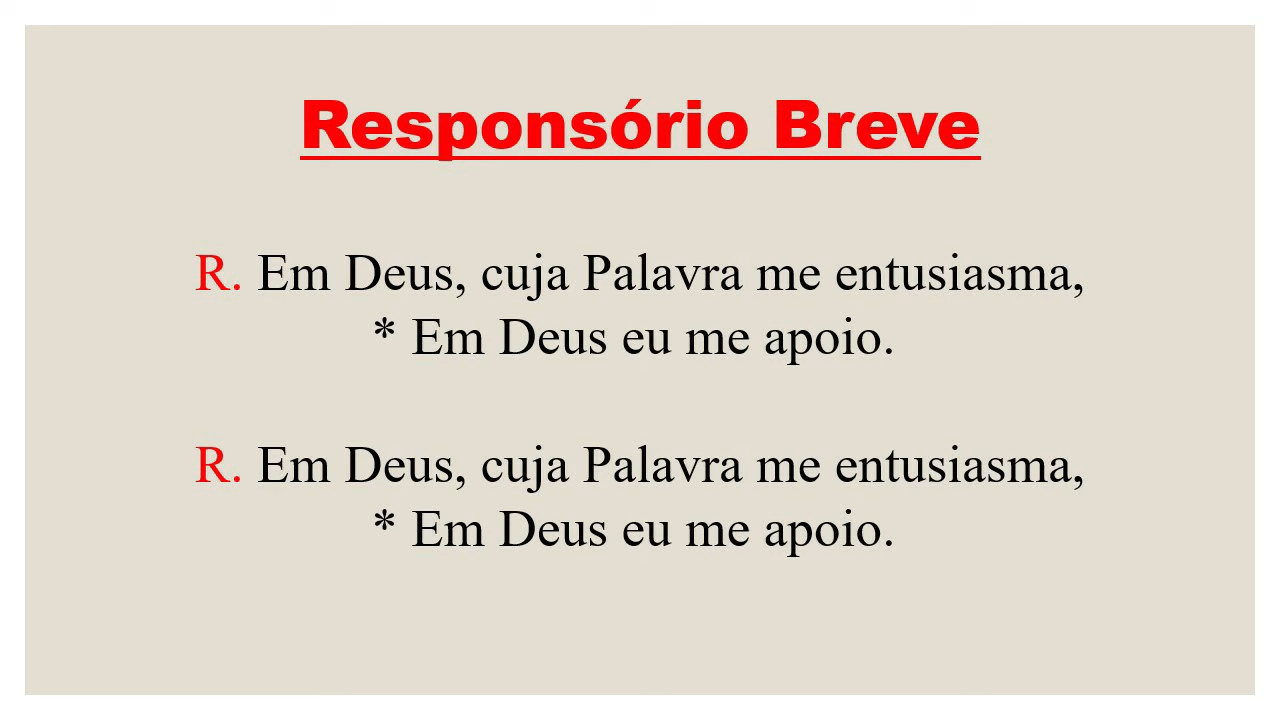 Responsório Breve
R. Em Deus, cuja Palavra me entusiasma,
* Em Deus eu me apoio.
R. Em Deus, cuja Palavra me entusiasma,
* Em Deus eu me apoio.